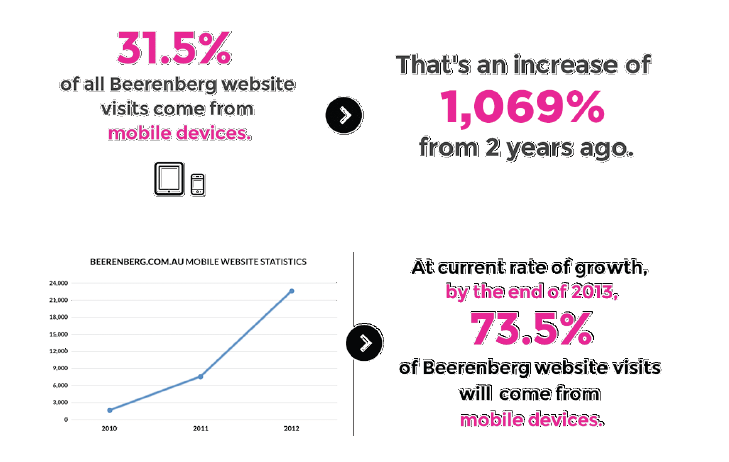 31.5%
of all Beerenberg website
visits come from
mobile devices.
That's an increase of
1,069%
from 2 years ago.
BEERENBERG.COM.AU MOBILE WEBSITE STATISTICS
24,000
21,000
18,000
15,000
12,000
9,000
6,000
3,000
0
2010 2011 2012
At current rate of growth,
by the end of 2013,
73.5%
of Beerenberg website visits
will come from
mobile devices.